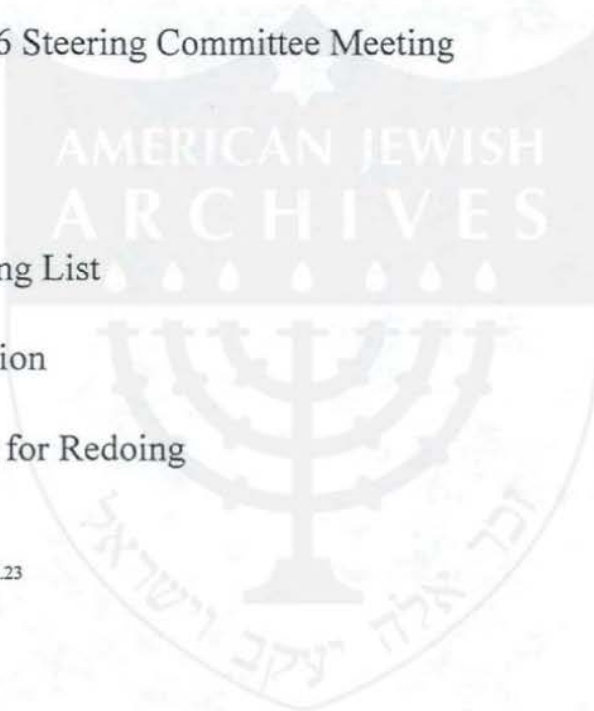 6 Steering Committee Meeting
AMERICAN JEWISH
ARCHIVES
ng List
ion
for Redoing
.23
זכר אלה יעקב וישראל